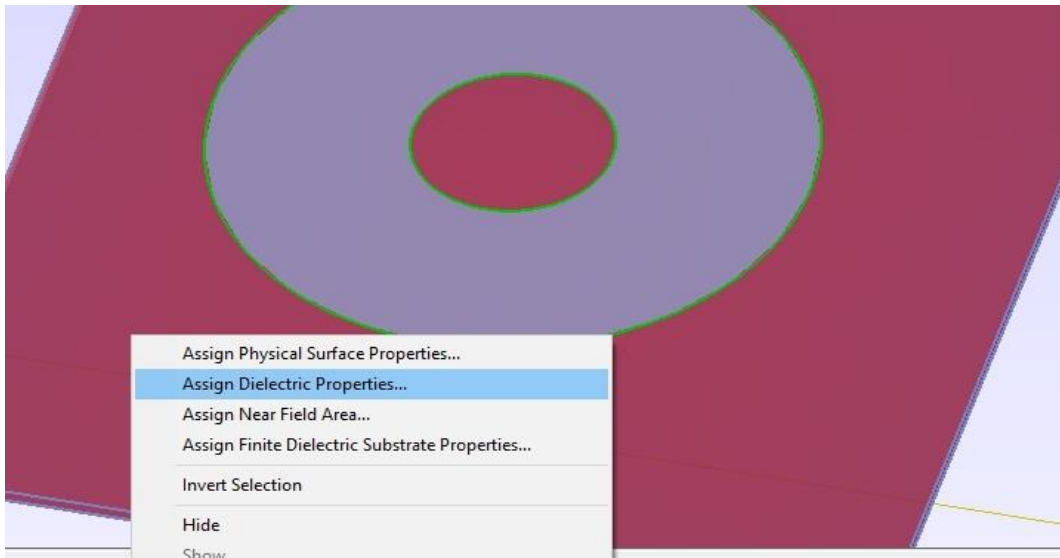 Assign Physical Surface Properties...
Assign Dielectric Properties...
Assign Near Field Area...
Assign Finite Dielectric Substrate Properties...
Invert Selection
Hide
Show